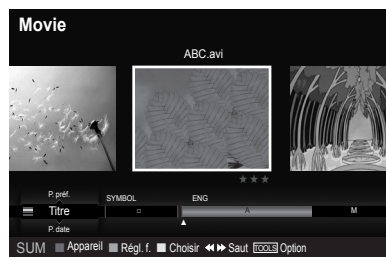 Movie
ABC.avi
★★★
P. préf.
SYMBOL ENG
Titre A M
P. date
SUM Appareil Régl. f. Choisir Saut TOOLS Option